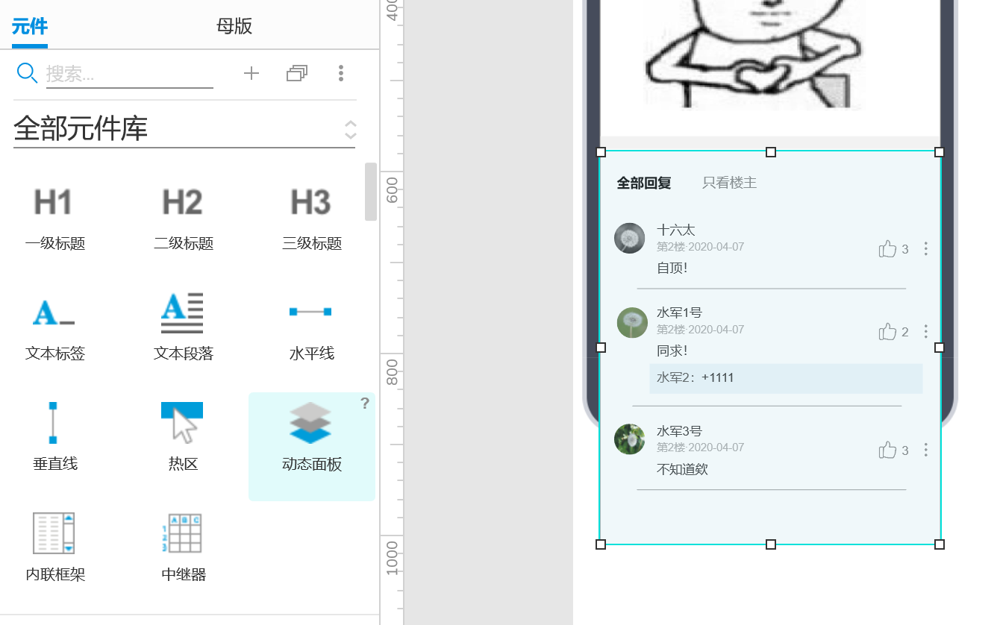 元件 母版
搜索...
全部元件库
H1 H2 H3
一级标题 二级标题 三级标题
A A
文本标签 文本段落 水平线
?
垂直线 热区 动态面板
A B C
1
2
3
内联框架 中继器
400
600
800
1000
全部回复 只看楼主
十六太
第2楼·2020-04-07
3
自顶！
水军1号
第2楼·2020-04-07
2
同求！
水军2：+1111
水军3号
第2楼·2020-04-07
3
不知道欸